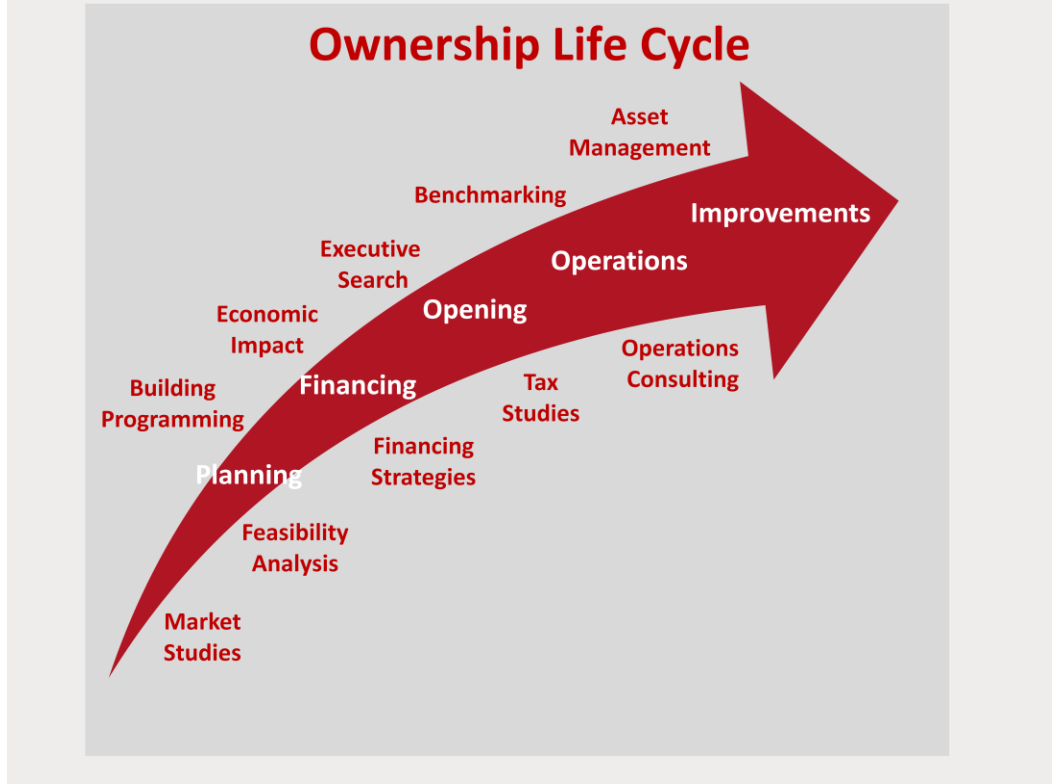 Ownership Life Cycle
Asset
Management
Benchmarking
Improvements
Executive
Search
Operations
Economic
Impact
Opening
Operations
Consulting
Building
Programming
Financing
Tax
Studies
Financing
Strategies
Planning
Feasibility
Analysis
Market
Studies